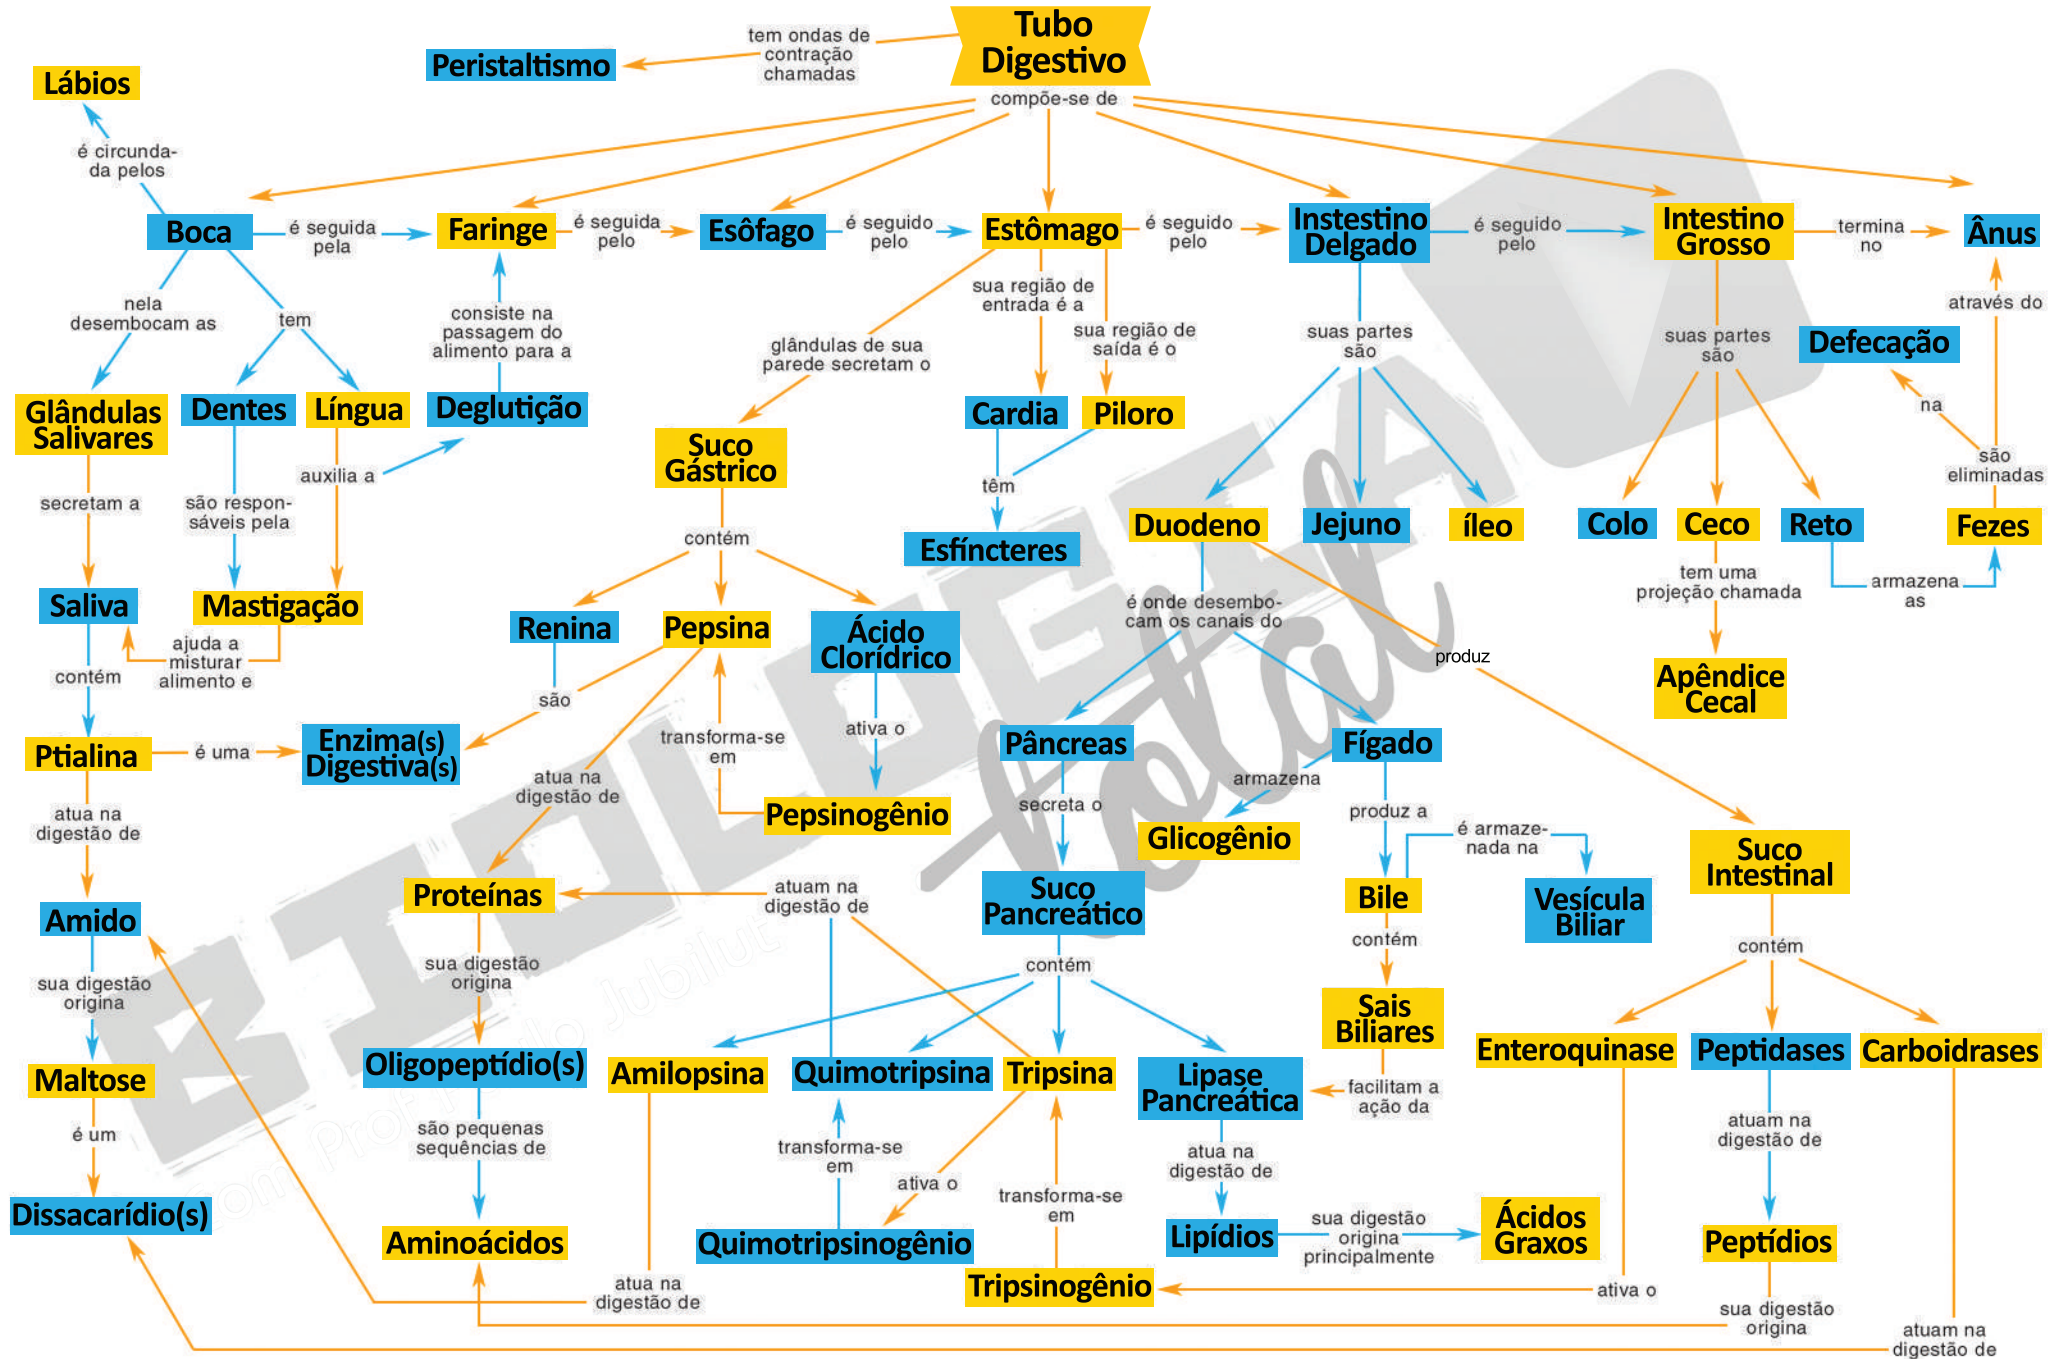 Tubo
Digestivo
tem ondas de
contração
chamadas
Peristaltismo
Lábios
compõe-se de
é circunda-
da pelos
Boca
é seguida
pela
Faringe
é seguida
pelo
Esôfago
é seguido
pelo
Estômago
é seguido
pelo
Instestino
Delgado
é seguido
pelo
Intestino
Grosso
termina
no
Ânus
nela
desembocam as
tem
consiste na
passagem do
alimento para a
glândulas de sua
parede secretam o
sua região de
entrada é a
sua região de
saída é o
suas partes
são
suas partes
são
através do
Defecação
na
são
eliminadas
Glândulas
Salivares
Dentes
Língua
Deglutição
Cardia
Piloro
Suco
Gástrico
auxilia a
secretam a
são respon-
sáveis pela
têm
contém
Esfíncteres
Duodeno
Jejuno
íleo
Colo
Ceco
Reto
Fezes
tem uma
projeção chamada
armazena
as
Saliva
Mastigação
ajuda a
misturar
alimento e
contém
Renina
Pepsina
Ácido
Clorídrico
é onde desembo-
cam os canais do
produz
Apêndice
Cecal
são
Ptialina
é uma
Enzima(s)
Digestiva(s)
transforma-se
em
ativa o
Pâncreas
Fígado
atua na
digestão de
atua na
digestão de
Pepsinogênio
secreta o
armazena
Glicogênio
produz a
é armaze-
nada na
Suco
Intestinal
Amido
Proteínas
atuam na
digestão de
Suco
Pancreático
Bile
Vesícula
Biliar
contém
contém
contém
sua digestão
origina
sua digestão
origina
Sais
Biliares
Maltose
Oligopeptídio(s)
Amilopsina
Quimotripsina
Tripsina
Lipase
Pancreática
facilitam a
ação da
Enteroquinase
Peptidases
Carboidrases
é um
são pequenas
sequências de
transforma-se
em
ativa o
transforma-se
em
atua na
digestão de
atuam na
digestão de
Dissacarídio(s)
Aminoácidos
Quimotripsinogênio
Tripsinogênio
Lipídios
sua digestão
origina
principalmente
Ácidos
Graxos
Peptídios
atua na
digestão de
ativa o
sua digestão
origina
atuam na
digestão de
BIOLOGIA
total
com Prof. Paulo Jubilut